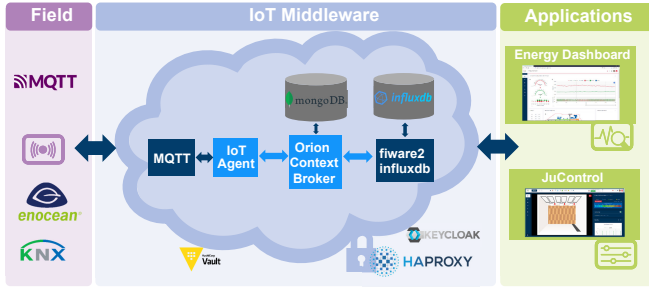 Field
IoT Middleware
Applications
MQTT
enocean®
KNX
mongoDB
influxdb
MQTT
IoT
Agent
Orion
Context
Broker
fiware2
influxdb
Vault
KEYCLOAK
HAPROXY
Energy Dashboard
JuControl